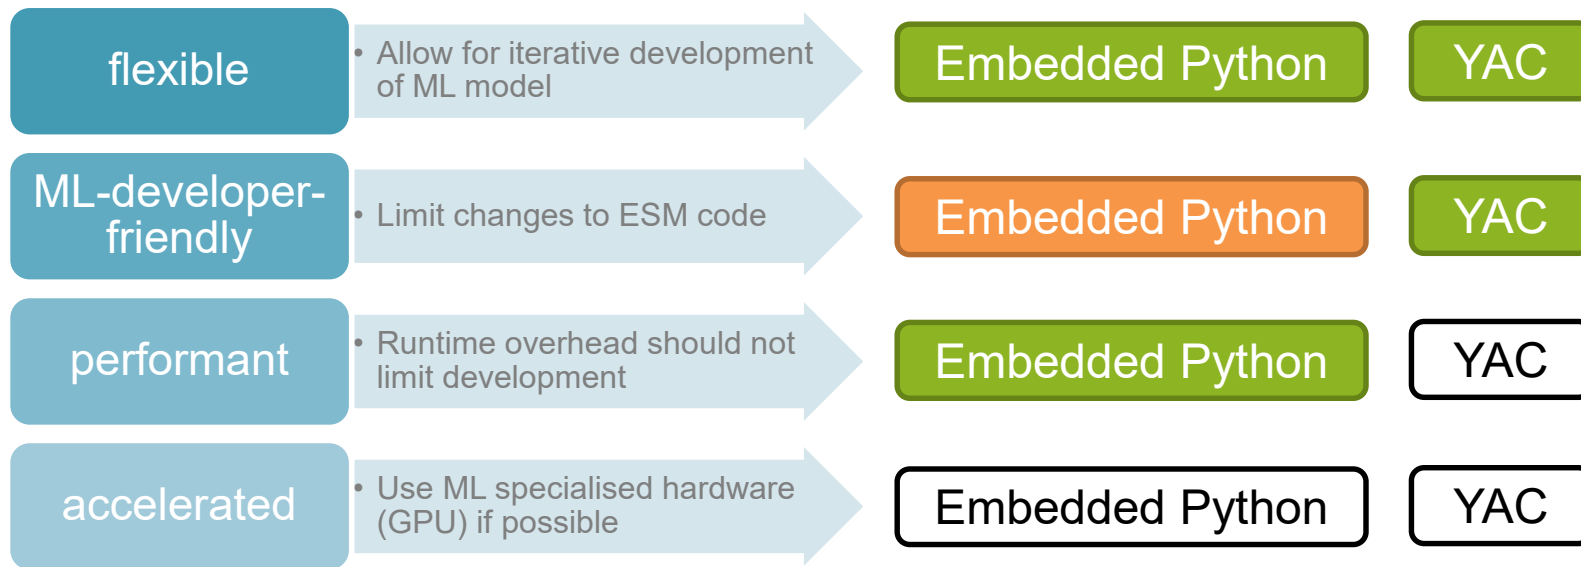 flexible
• Allow for iterative development
of ML model
Embedded Python
YAC
ML-developer-
friendly
• Limit changes to ESM code
Embedded Python
YAC
performant
• Runtime overhead should not
limit development
Embedded Python
YAC
accelerated
• Use ML specialised hardware
(GPU) if possible
Embedded Python
YAC